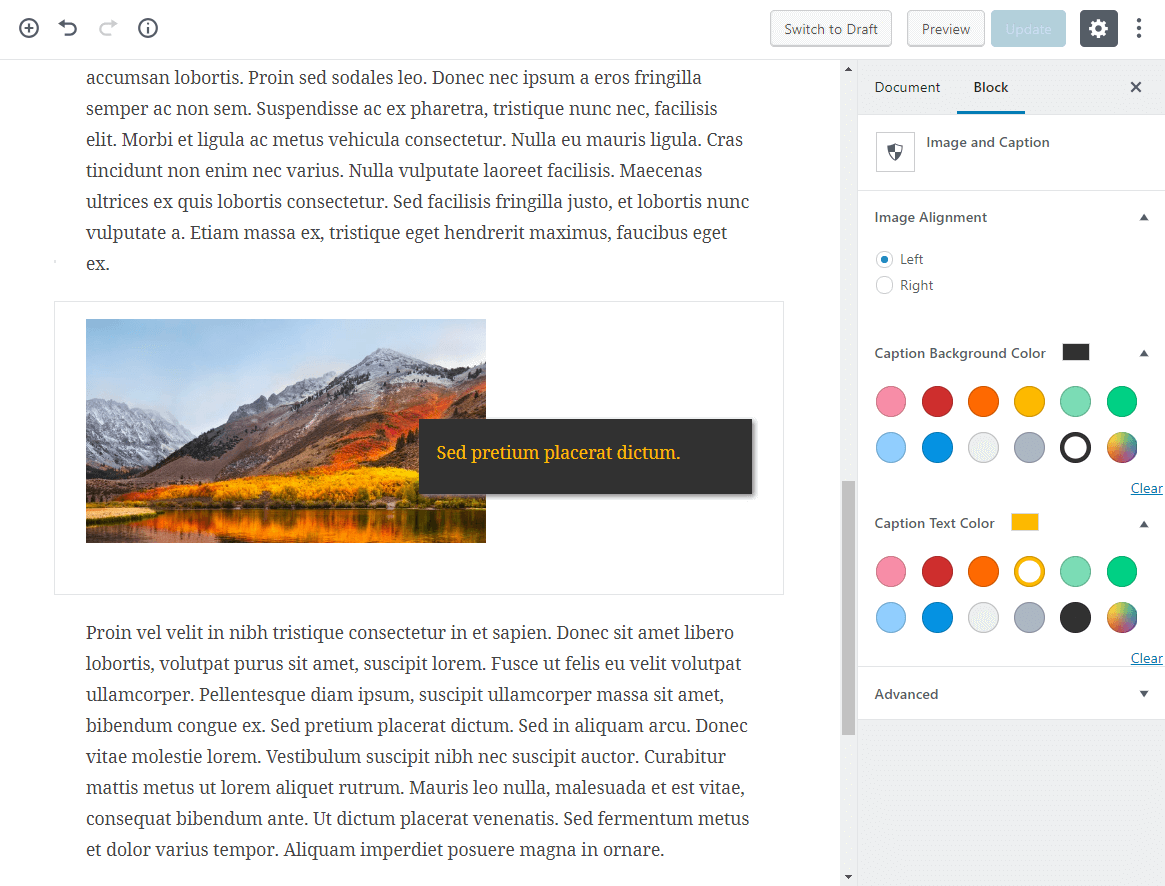 Switch to Draft
Preview
Update
accumsan lobortis. Proin sed sodales leo. Donec nec ipsum a eros fringilla
semper ac non sem. Suspendisse ac ex pharetra, tristique nunc nec, facilisis
elit. Morbi et ligula ac metus vehicula consectetur. Nulla eu mauris ligula. Cras
tincidunt non enim nec varius. Nulla vulputate laoreet facilisis. Maecenas
ultrices ex quis lobortis consectetur. Sed facilisis fringilla justo, et lobortis nunc
vulputate a. Etiam massa ex, tristique eget hendrerit maximus, faucibus eget
ex.
Sed pretium placerat dictum.
Proin vel velit in nibh tristique consectetur in et sapien. Donec sit amet libero
lobortis, volutpat purus sit amet, suscipit lorem. Fusce ut felis eu velit volutpat
ullamcorper. Pellentesque diam ipsum, suscipit ullamcorper massa sit amet,
bibendum congue ex. Sed pretium placerat dictum. Sed in aliquam arcu. Donec
vitae molestie lorem. Vestibulum suscipit nibh nec suscipit auctor. Curabitur
mattis metus ut lorem aliquet rutrum. Mauris leo nulla, malesuada et est vitae,
consequat bibendum ante. Ut dictum placerat venenatis. Sed fermentum metus
et dolor varius tempor. Aliquam imperdiet posuere magna in ornare.
Document
Block
Image and Caption
Image Alignment
Left
Right
Caption Background Color
Clear
Caption Text Color
Clear
Advanced